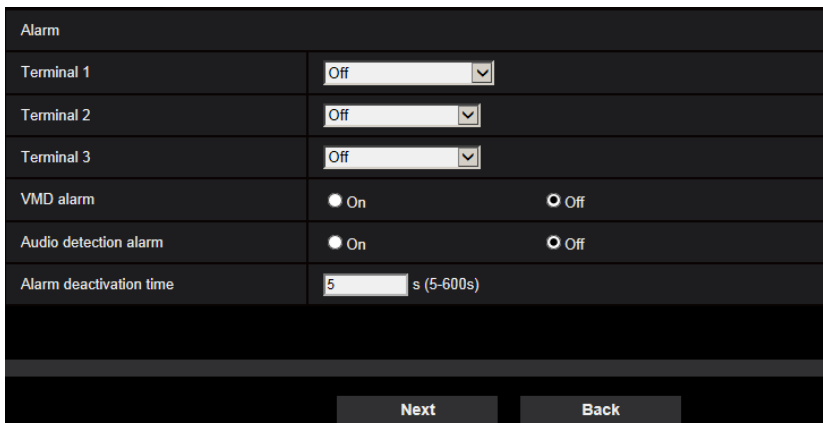 Alarm
Terminal 1 Off
Terminal 2 Off
Terminal 3 Off
VMD alarm On Off
Audio detection alarm On Off
Alarm deactivation time 5 s (5-600s)
Next Back